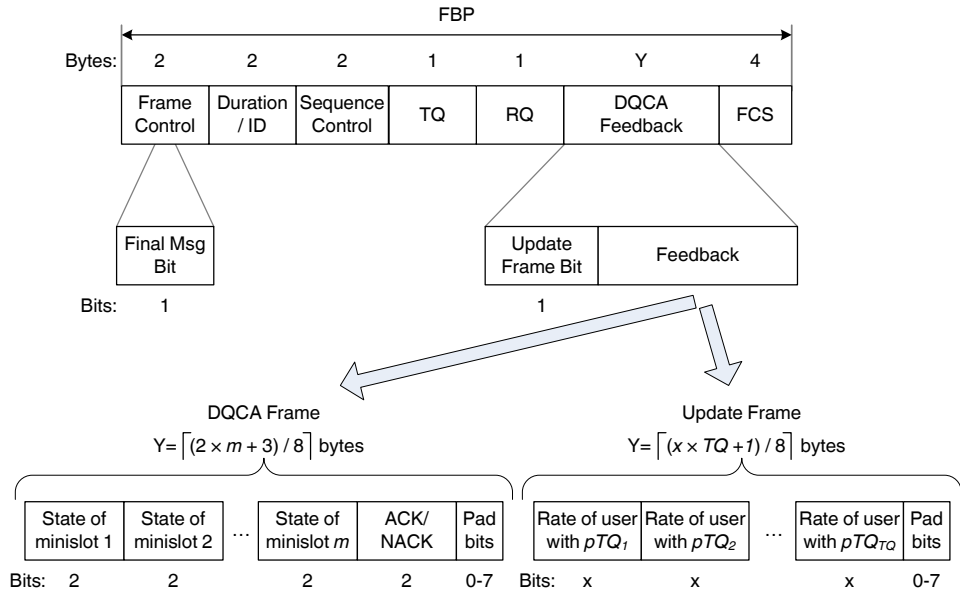 FBP
Bytes: 2 2 2 1 1 Y 4
Frame Control
Duration / ID
Sequence Control
TQ
RQ
DQCA Feedback
FCS
Final Msg Bit
Update Frame Bit
Feedback
Bits: 1
1
DQCA Frame
Y= ⌈(2 × m + 3) / 8⌉ bytes
Update Frame
Y= ⌈(x × TQ +1) / 8⌉ bytes
State of minislot 1
State of minislot 2
...
State of minislot m
ACK/ NACK
Pad bits
Bits: 2 2 2 2 0-7
Rate of user with pTQ1
Rate of user with pTQ2
...
Rate of user with pTQTQ
Pad bits
Bits: x x x 0-7